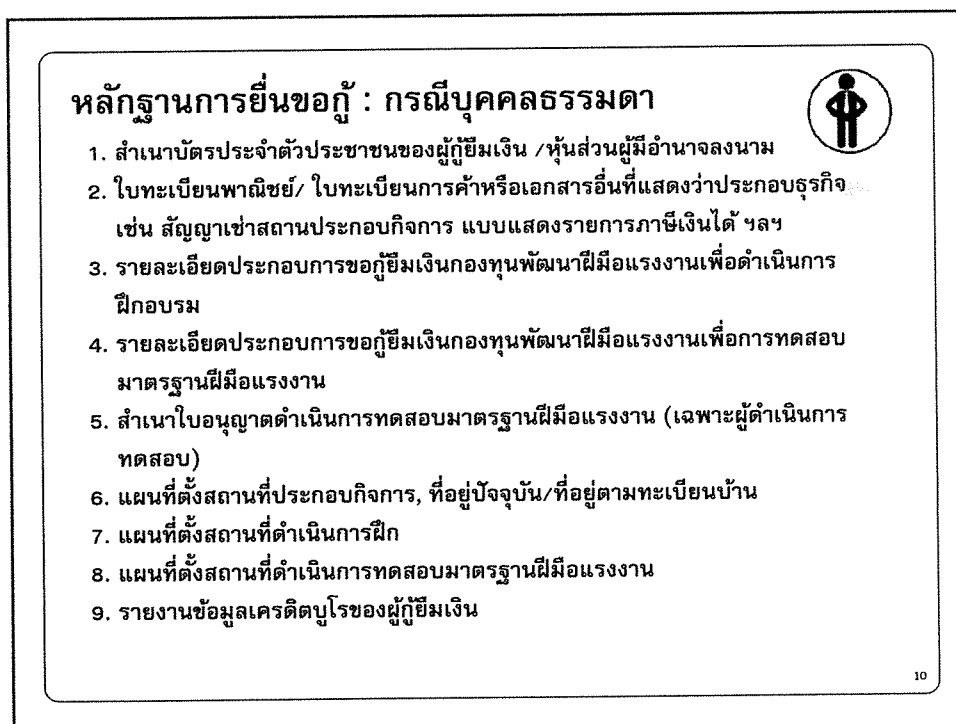 หลักฐานการยื่นขอกู้ : กรณีบุคคลธรรมดา
1. สำเนาบัตรประจำตัวประชาชนของผู้กู้ยืมเงิน /หุ้นส่วนผู้มีอำนาจลงนาม
2. ใบทะเบียนพาณิชย์/ ใบทะเบียนการค้าหรือเอกสารอื่นที่แสดงว่าประกอบธุรกิจ
เช่น สัญญาเช่าสถานประกอบกิจการ แบบแสดงรายการภาษีเงินได้ ฯลฯ
3. รายละเอียดประกอบการขอกู้ยืมเงินกองทุนพัฒนาฝีมือแรงงานเพื่อดำเนินการ
ฝึกอบรม
4. รายละเอียดประกอบการขอกู้ยืมเงินกองทุนพัฒนาฝีมือแรงงานเพื่อการทดสอบ
มาตรฐานฝีมือแรงงาน
5. สำเนาใบอนุญาตดำเนินการทดสอบมาตรฐานฝีมือแรงงาน (เฉพาะผู้ดำเนินการ
ทดสอบ)
6. แผนที่ตั้งสถานที่ประกอบกิจการ, ที่อยู่ปัจจุบัน/ที่อยู่ตามทะเบียนบ้าน
7. แผนที่ตั้งสถานที่ดำเนินการฝึก
8. แผนที่ตั้งสถานที่ดำเนินการทดสอบมาตรฐานฝีมือแรงงาน
9. รายงานข้อมูลเครดิตบูโรของผู้กู้ยืมเงิน
10